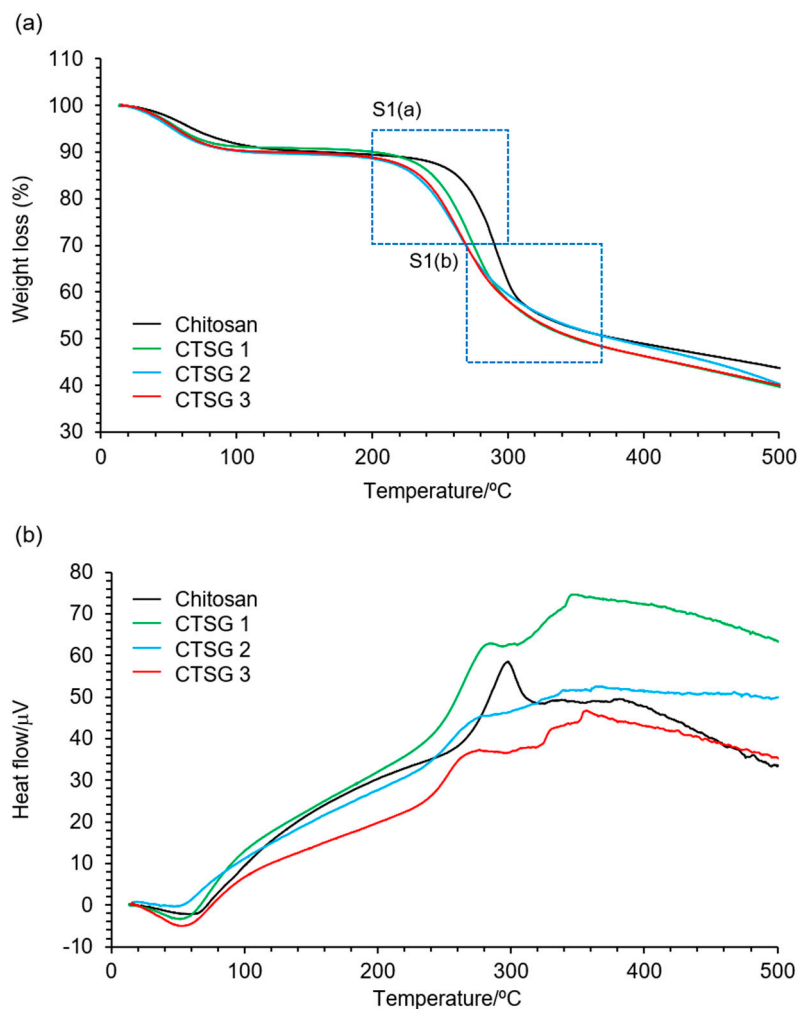 (a)
110
100
90
80
70
60
50
40
30
Weight loss (%)
S1(a)
S1(b)
Chitosan
CTSG 1
CTSG 2
CTSG 3
0 100 200 300 400 500
Temperature/ºC
(b)
80
70
60
50
40
30
20
10
0
-10
Heat flow/μV
Chitosan
CTSG 1
CTSG 2
CTSG 3
0 100 200 300 400 500
Temperature/ºC